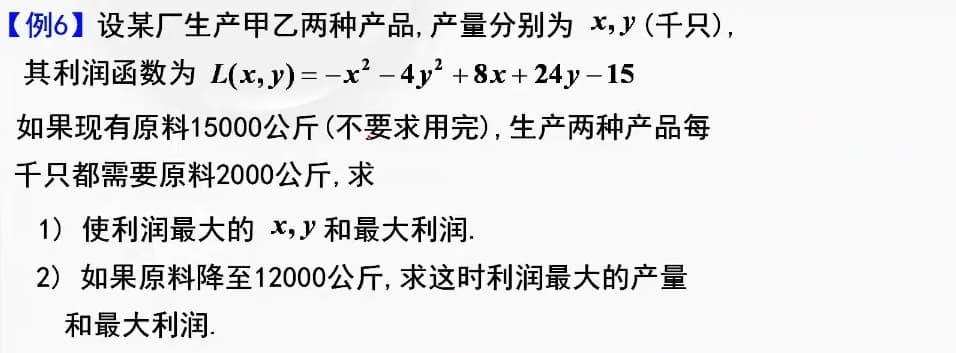 【例6】设某厂生产甲乙两种产品,产量分别为 x,y(千只),
其利润函数为 L(x,y)=−x²−4y²+8x+24y−15
如果现有原料15000公斤(不要求用完),生产两种产品每
千只都需要原料2000公斤,求
1) 使利润最大的 x,y 和最大利润.
2) 如果原料降至12000公斤,求这时利润最大的产量
和最大利润.